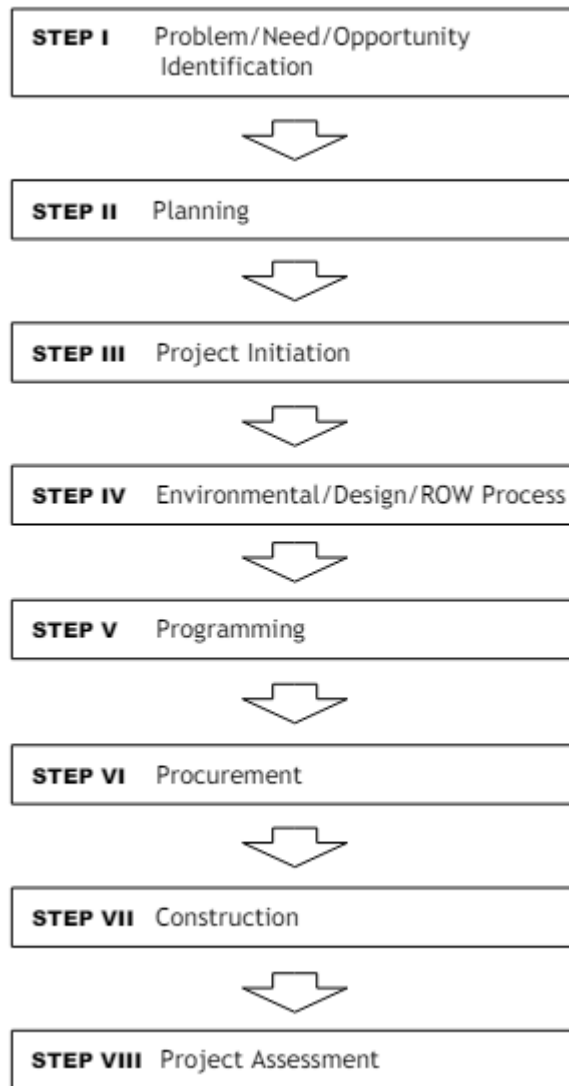 STEP I Problem/Need/Opportunity
Identification
STEP II Planning
STEP III Project Initiation
STEP IV Environmental/Design/ROW Process
STEP V Programming
STEP VI Procurement
STEP VII Construction
STEP VIII Project Assessment